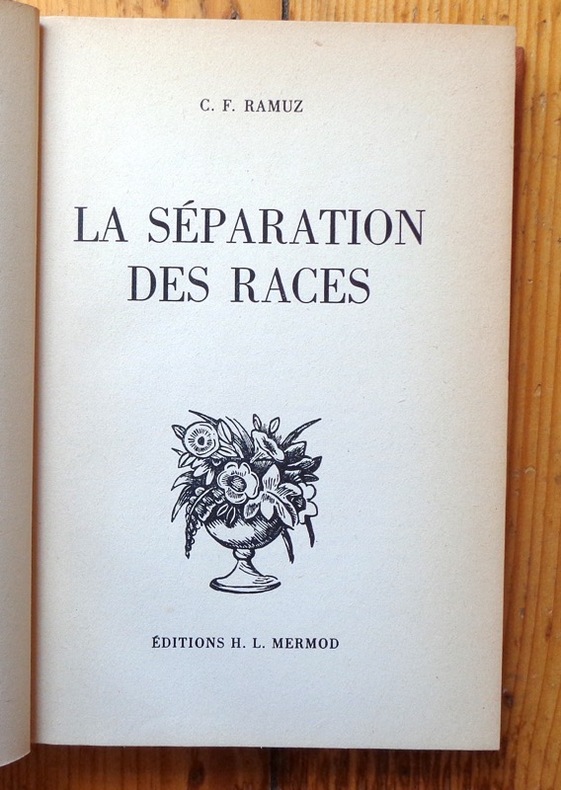 C. F. RAMUZ
LA SÉPARATION
DES RACES
ÉDITIONS H. L. MERMOD